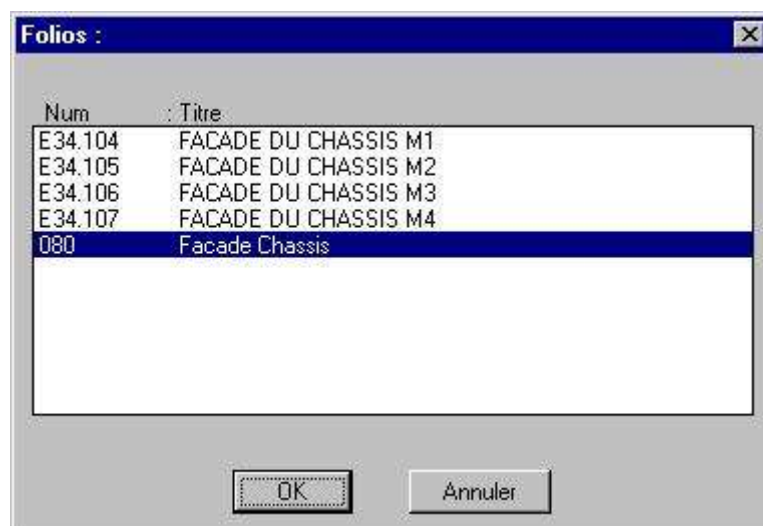 Folios :
Num : Titre
E34.104 FACADE DU CHASSIS M1
E34.105 FACADE DU CHASSIS M2
E34.106 FACADE DU CHASSIS M3
E34.107 FACADE DU CHASSIS M4
080 Facade Chassis
OK Annuler